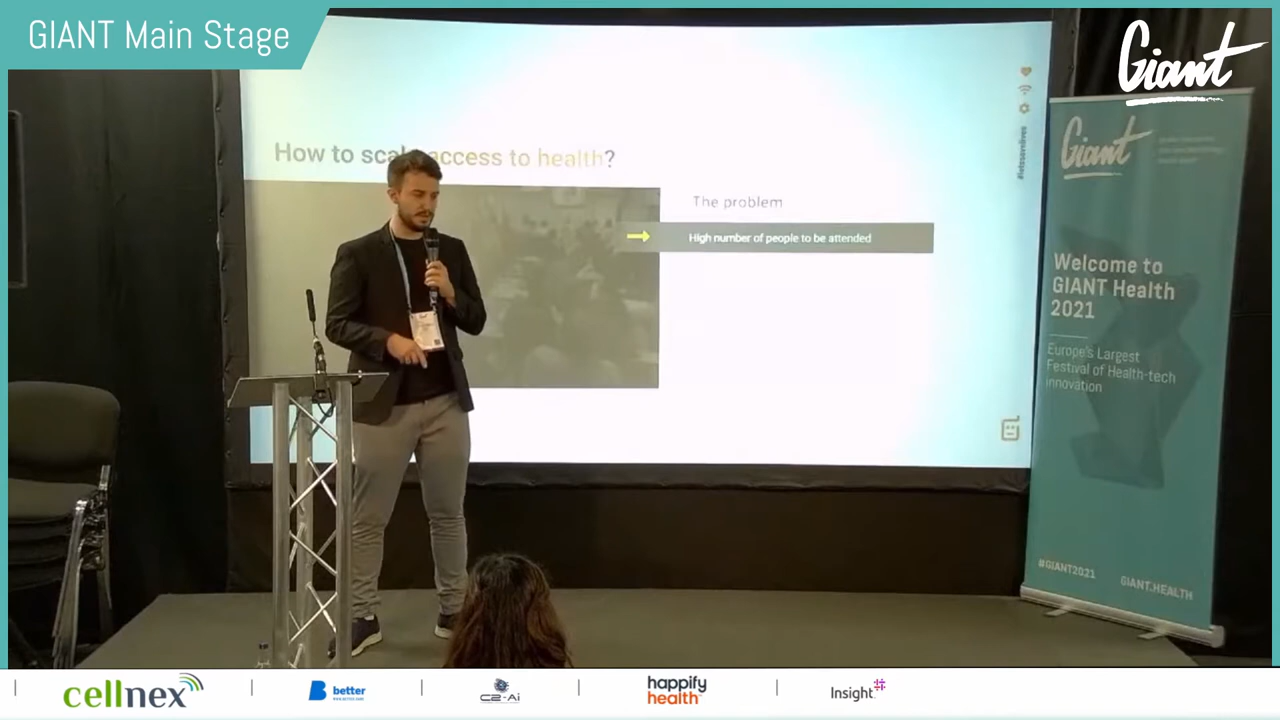 GIANT Main Stage
Giant
How to scale access to health?
The problem
High number of people to be attended
Giant
Welcome to
GIANT Health
2021
Europe's Largest
Festival of Health-tech
innovation
#GIANT2021
GIANT.HEALTH
cellnex
better
C2-Ai
happify
health
Insight